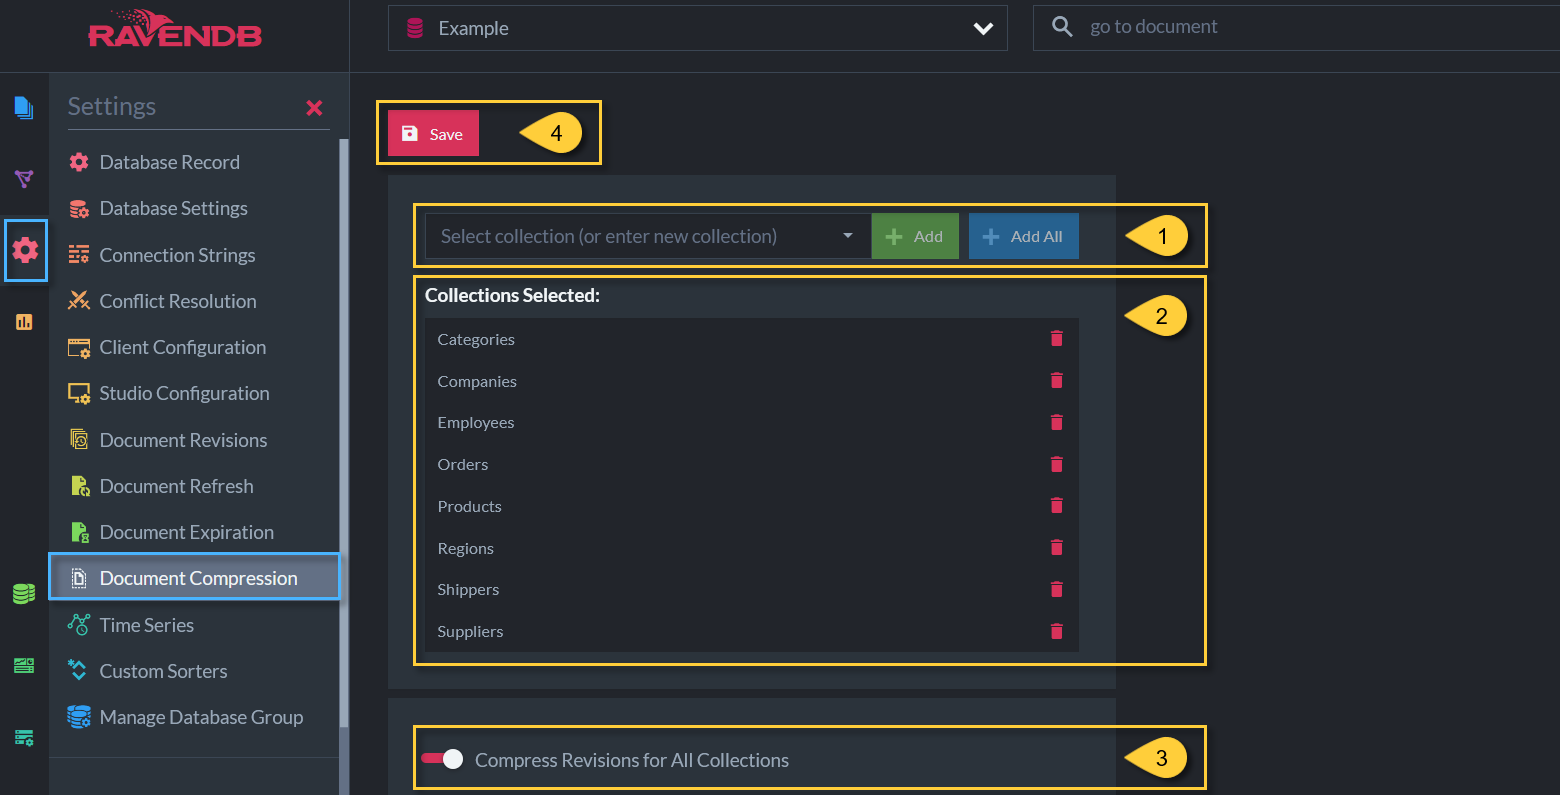 RAVENDB
Example
go to document
Settings
Database Record
Database Settings
Connection Strings
Conflict Resolution
Client Configuration
Studio Configuration
Document Revisions
Document Refresh
Document Expiration
Document Compression
Time Series
Custom Sorters
Manage Database Group
Save
4
Select collection (or enter new collection)
Add
Add All
1
Collections Selected:
2
Categories
Companies
Employees
Orders
Products
Regions
Shippers
Suppliers
Compress Revisions for All Collections
3